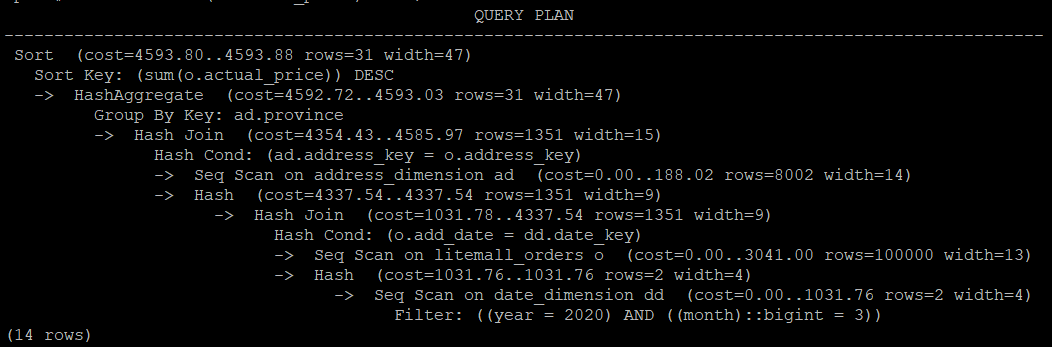 QUERY PLAN
---------------------------------------------------------------------------------------------------------
Sort  (cost=4593.80..4593.88 rows=31 width=47)
  Sort Key: (sum(o.actual_price)) DESC
  ->  HashAggregate  (cost=4592.72..4593.03 rows=31 width=47)
        Group By Key: ad.province
        ->  Hash Join  (cost=4354.43..4585.97 rows=1351 width=15)
              Hash Cond: (ad.address_key = o.address_key)
              ->  Seq Scan on address_dimension ad  (cost=0.00..188.02 rows=8002 width=14)
              ->  Hash  (cost=4337.54..4337.54 rows=1351 width=9)
                    ->  Hash Join  (cost=1031.78..4337.54 rows=1351 width=9)
                          Hash Cond: (o.add_date = dd.date_key)
                          ->  Seq Scan on litemall_orders o  (cost=0.00..3041.00 rows=100000 width=13)
                          ->  Hash  (cost=1031.76..1031.76 rows=2 width=4)
                                ->  Seq Scan on date_dimension dd  (cost=0.00..1031.76 rows=2 width=4)
                                      Filter: ((year = 2020) AND ((month)::bigint = 3))
(14 rows)